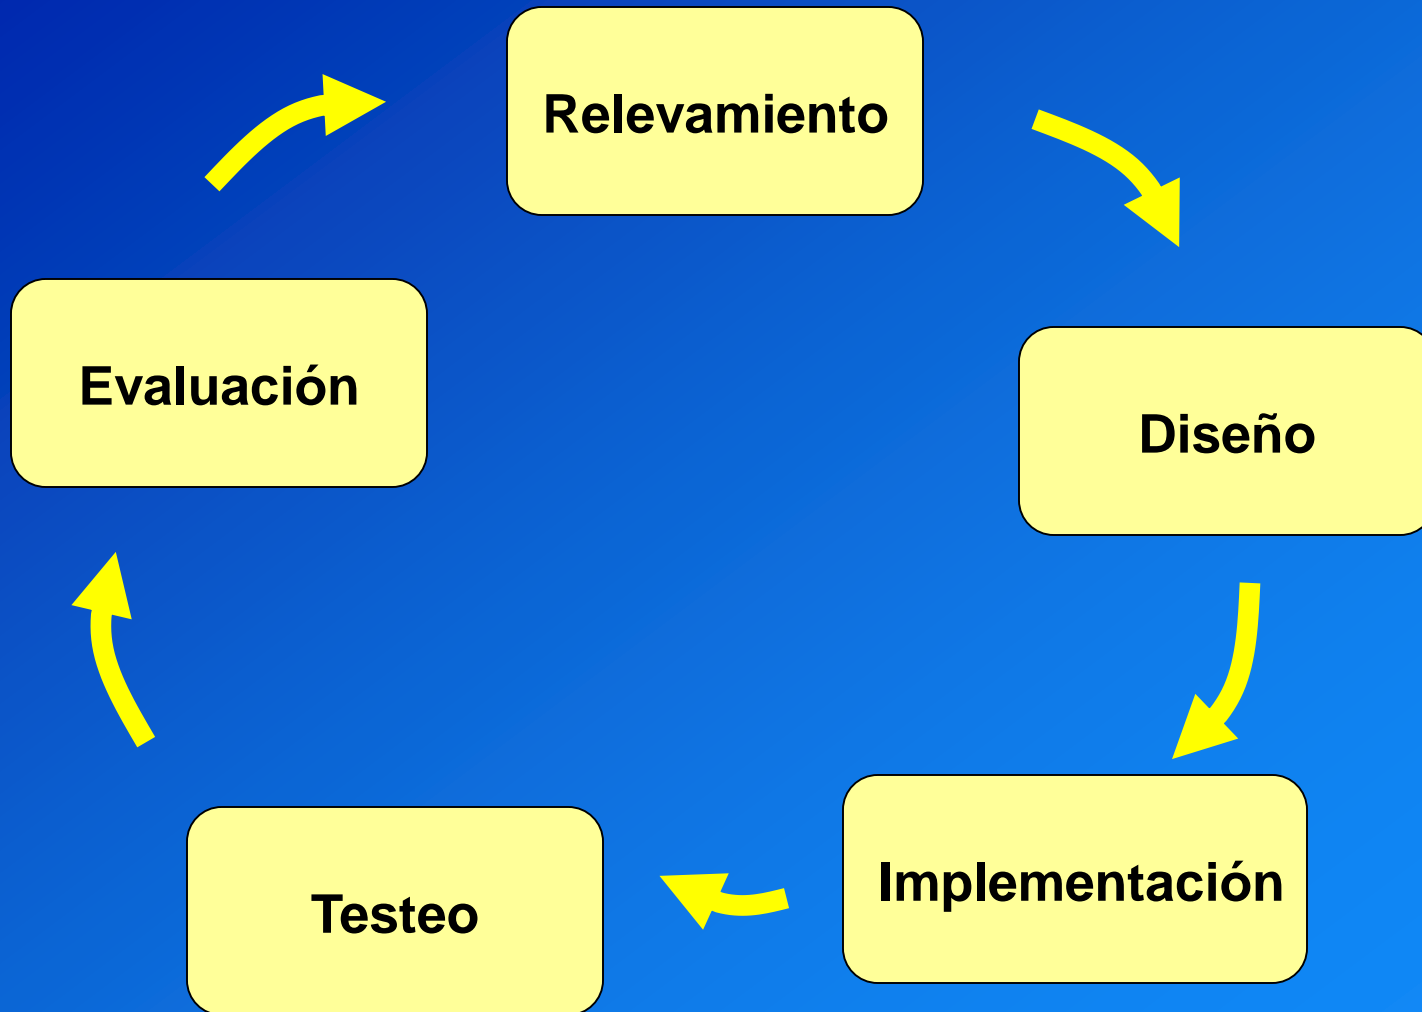 Relevamiento
Evaluación
Diseño
Implementación
Testeo